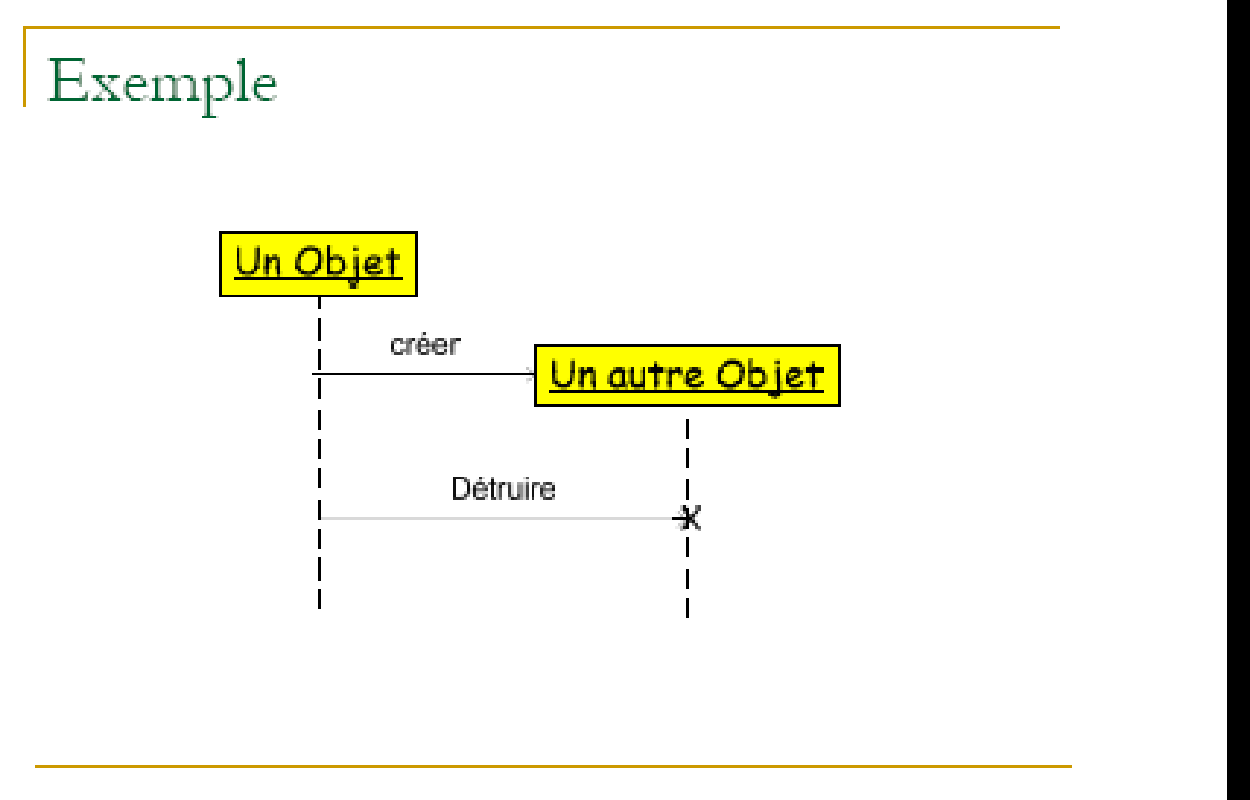 Exemple
Un Objet
créer
Un autre Objet
Détruire